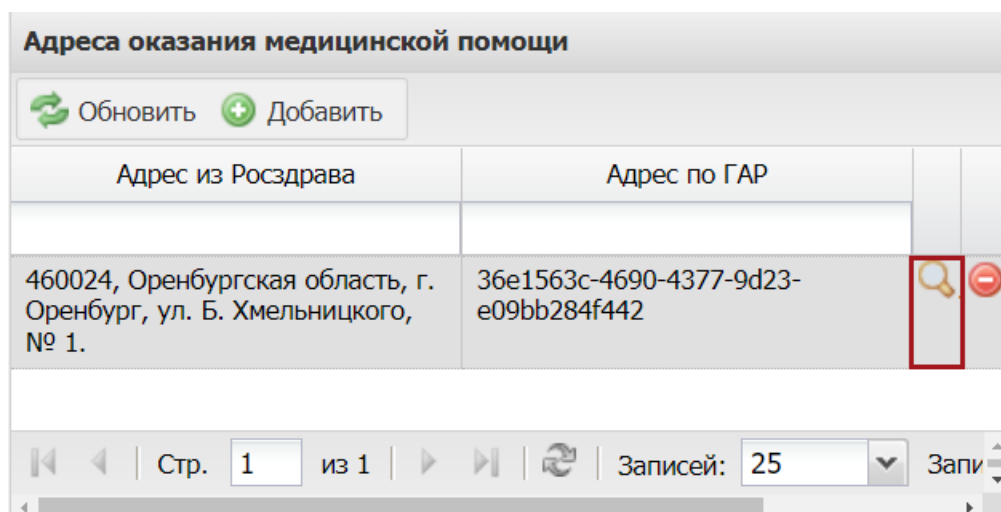 Адреса оказания медицинской помощи
Обновить Добавить
Адрес из Росздрава Адрес по ГАР
460024, Оренбургская область, г. 36e1563c-4690-4377-9d23-
Оренбург, ул. Б. Хмельницкого, e09bb284f442
№ 1.
Стр. 1 из 1 Записей: 25 Запи